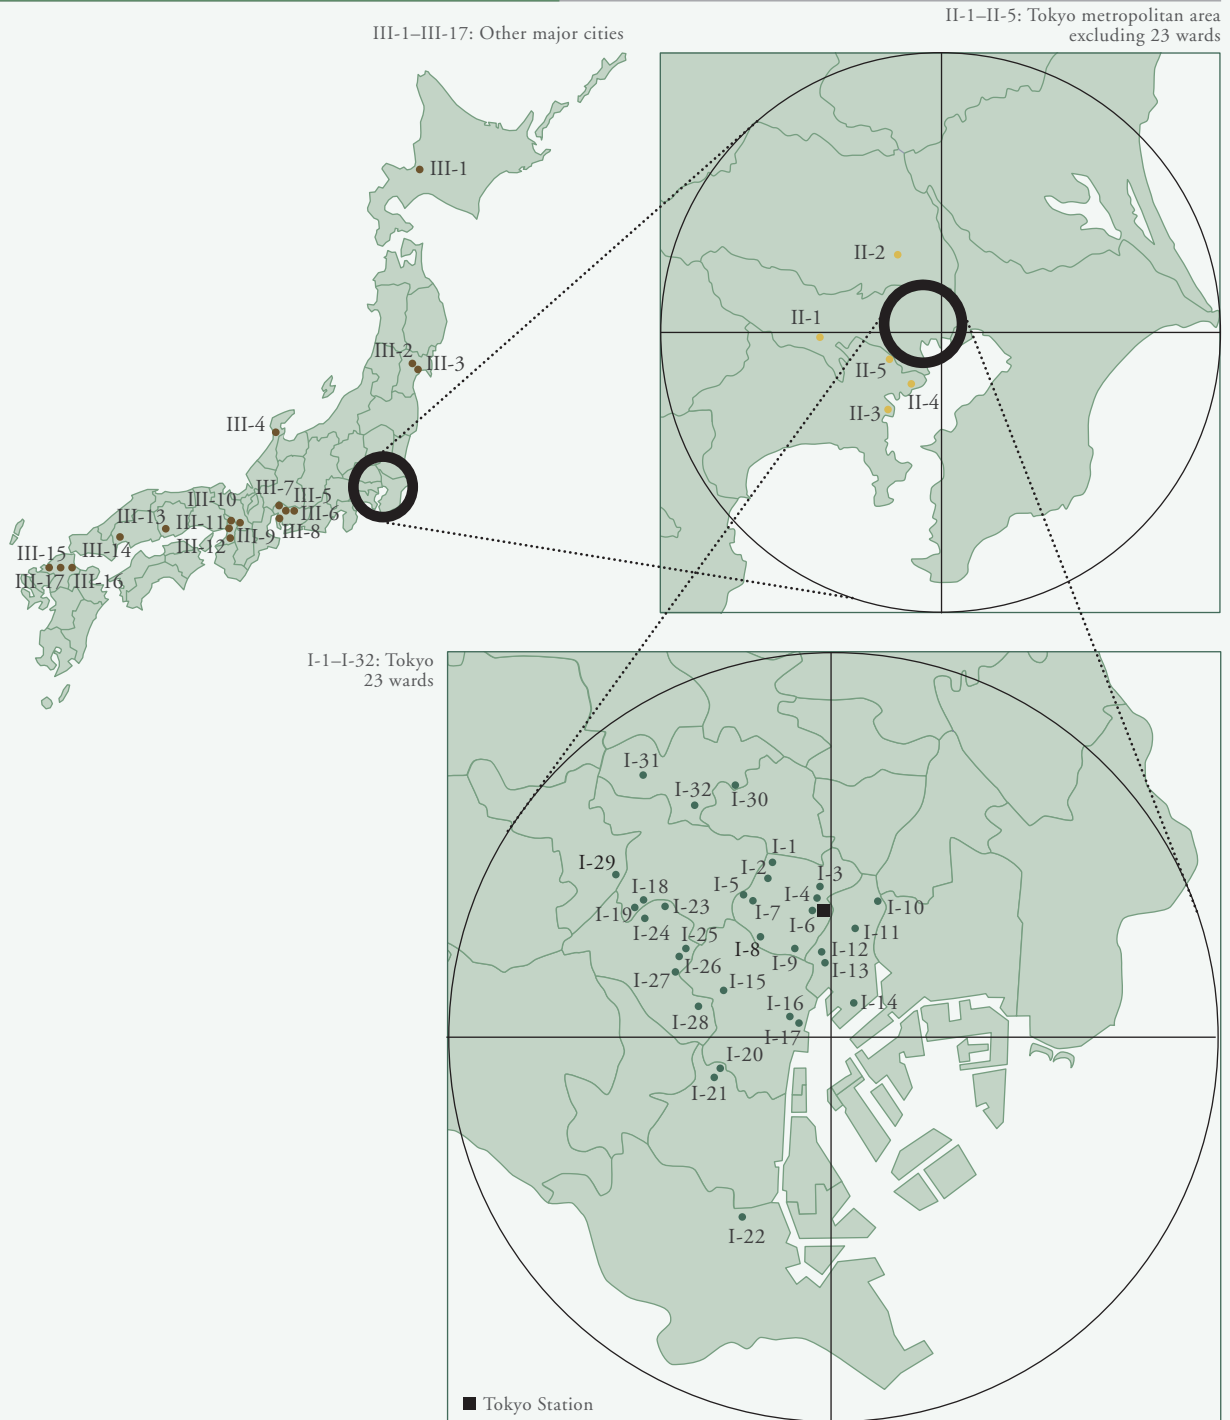 III-1–III-17: Other major cities
II-1–II-5: Tokyo metropolitan area
excluding 23 wards
III-1
III-2
III-3
III-4
III-7
III-5
III-10
III-6
III-13
III-11
III-8
III-9
III-12
III-15
III-14
III-17
III-16
II-2
II-1
II-5
II-4
II-3
I-1–I-32: Tokyo
23 wards
I-31
I-32
I-30
I-1
I-29
I-2
I-3
I-18
I-5
I-4
I-19
I-23
I-7
I-10
I-6
I-24
I-25
I-11
I-8
I-12
I-9
I-26
I-13
I-27
I-15
I-16
I-14
I-28
I-17
I-20
I-21
I-22
Tokyo Station